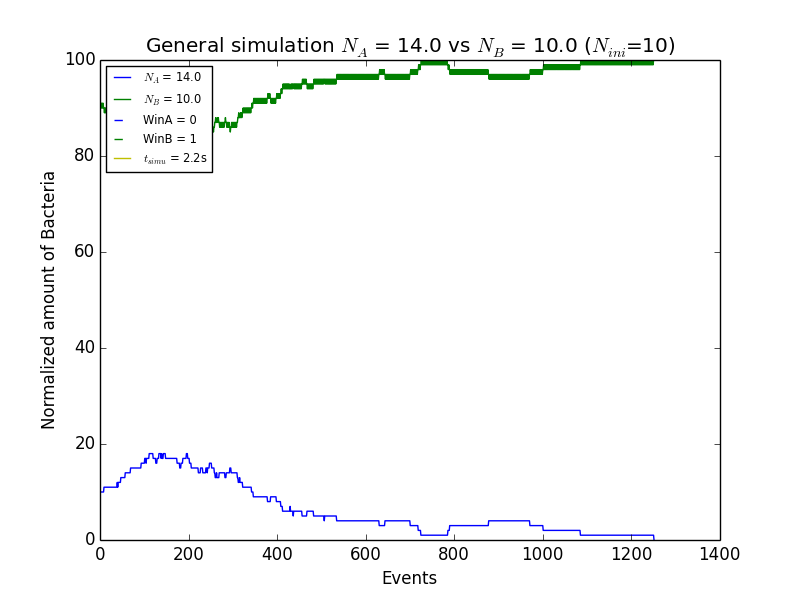 General simulation N_A = 14.0 vs N_B = 10.0 (N_ini=10)
N_A = 14.0
N_B = 10.0
WinA = 0
WinB = 1
t_simu = 2.2s
Normalized amount of Bacteria
100
80
60
40
20
0
0 200 400 600 800 1000 1200 1400
Events